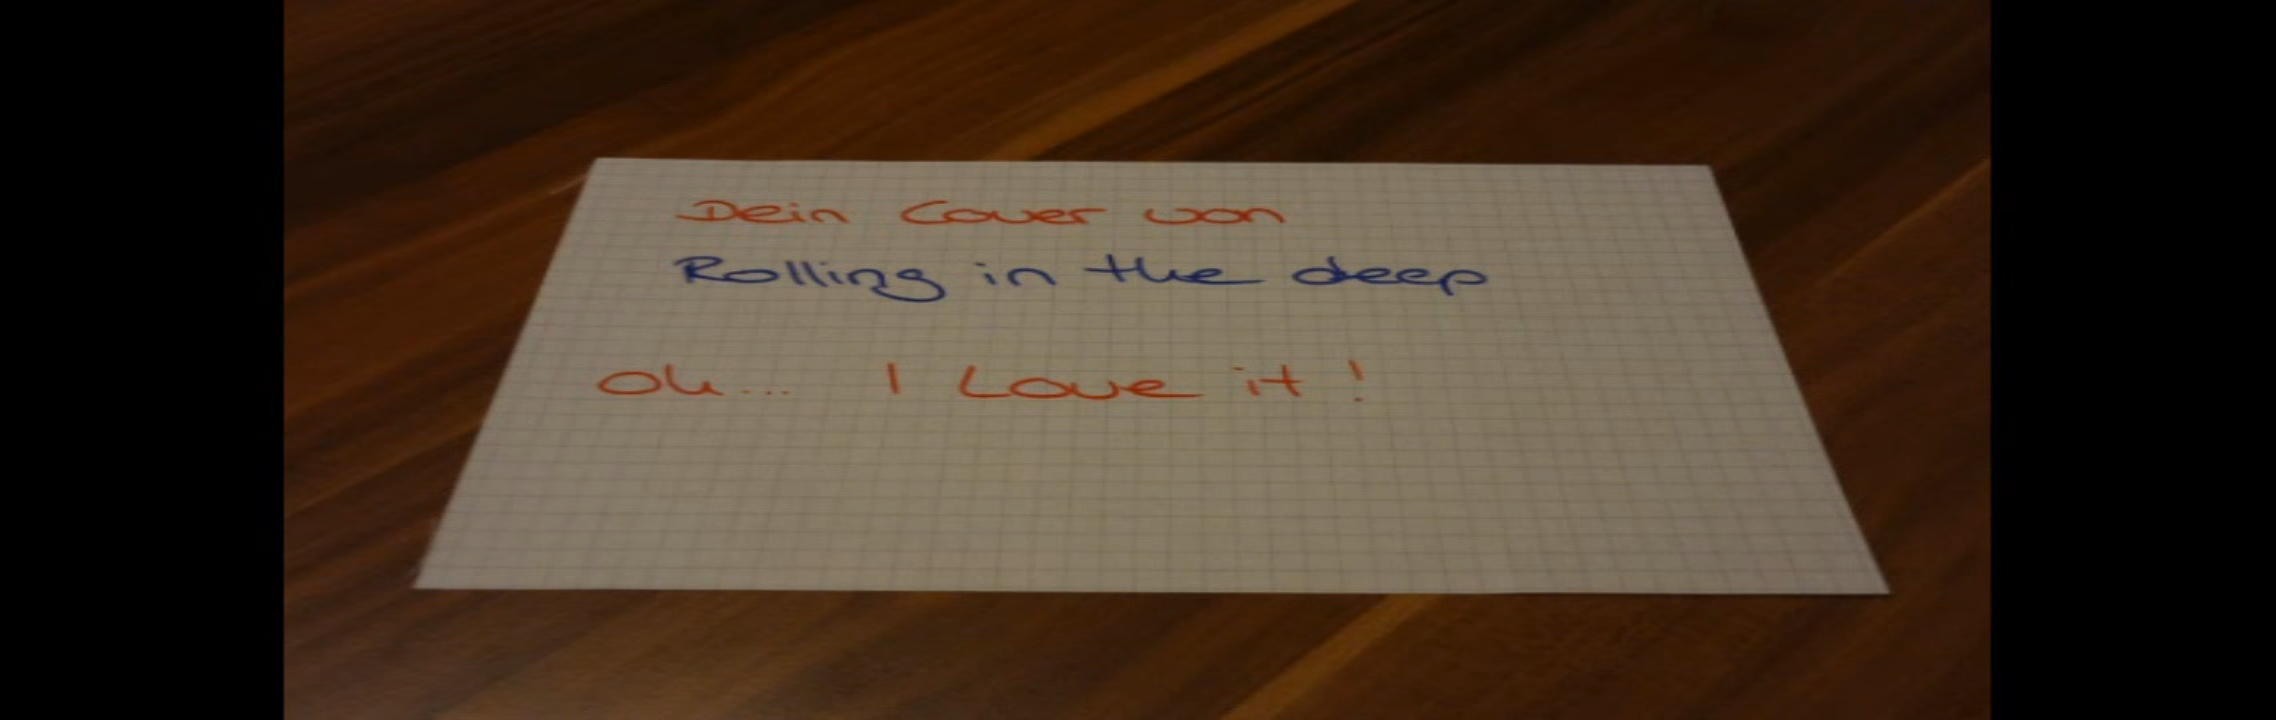 Dein Cover von
Rolling in the deep
Oh... I Love it!